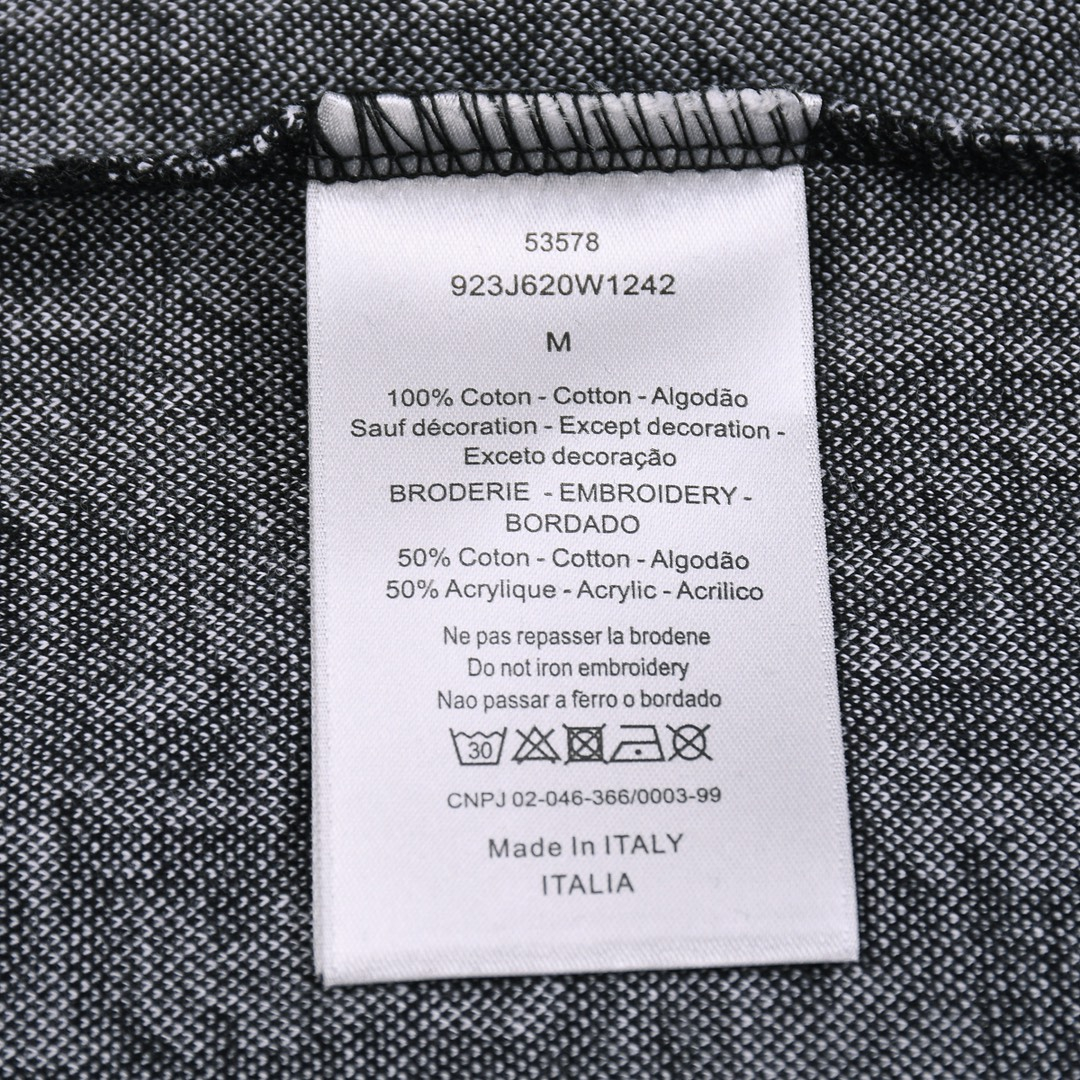 53578
923J620W1242
M
100% Coton - Cotton - Algodão
Sauf décoration - Except decoration -
Exceto decoração
BRODERIE - EMBROIDERY -
BORDADO
50% Coton - Cotton - Algodão
50% Acrylique - Acrylic - Acrilico
Ne pas repasser la brodene
Do not iron embroidery
Nao passar a ferro o bordado
30
CNPJ 02-046-366/0003-99
Made In ITALY
ITALIA